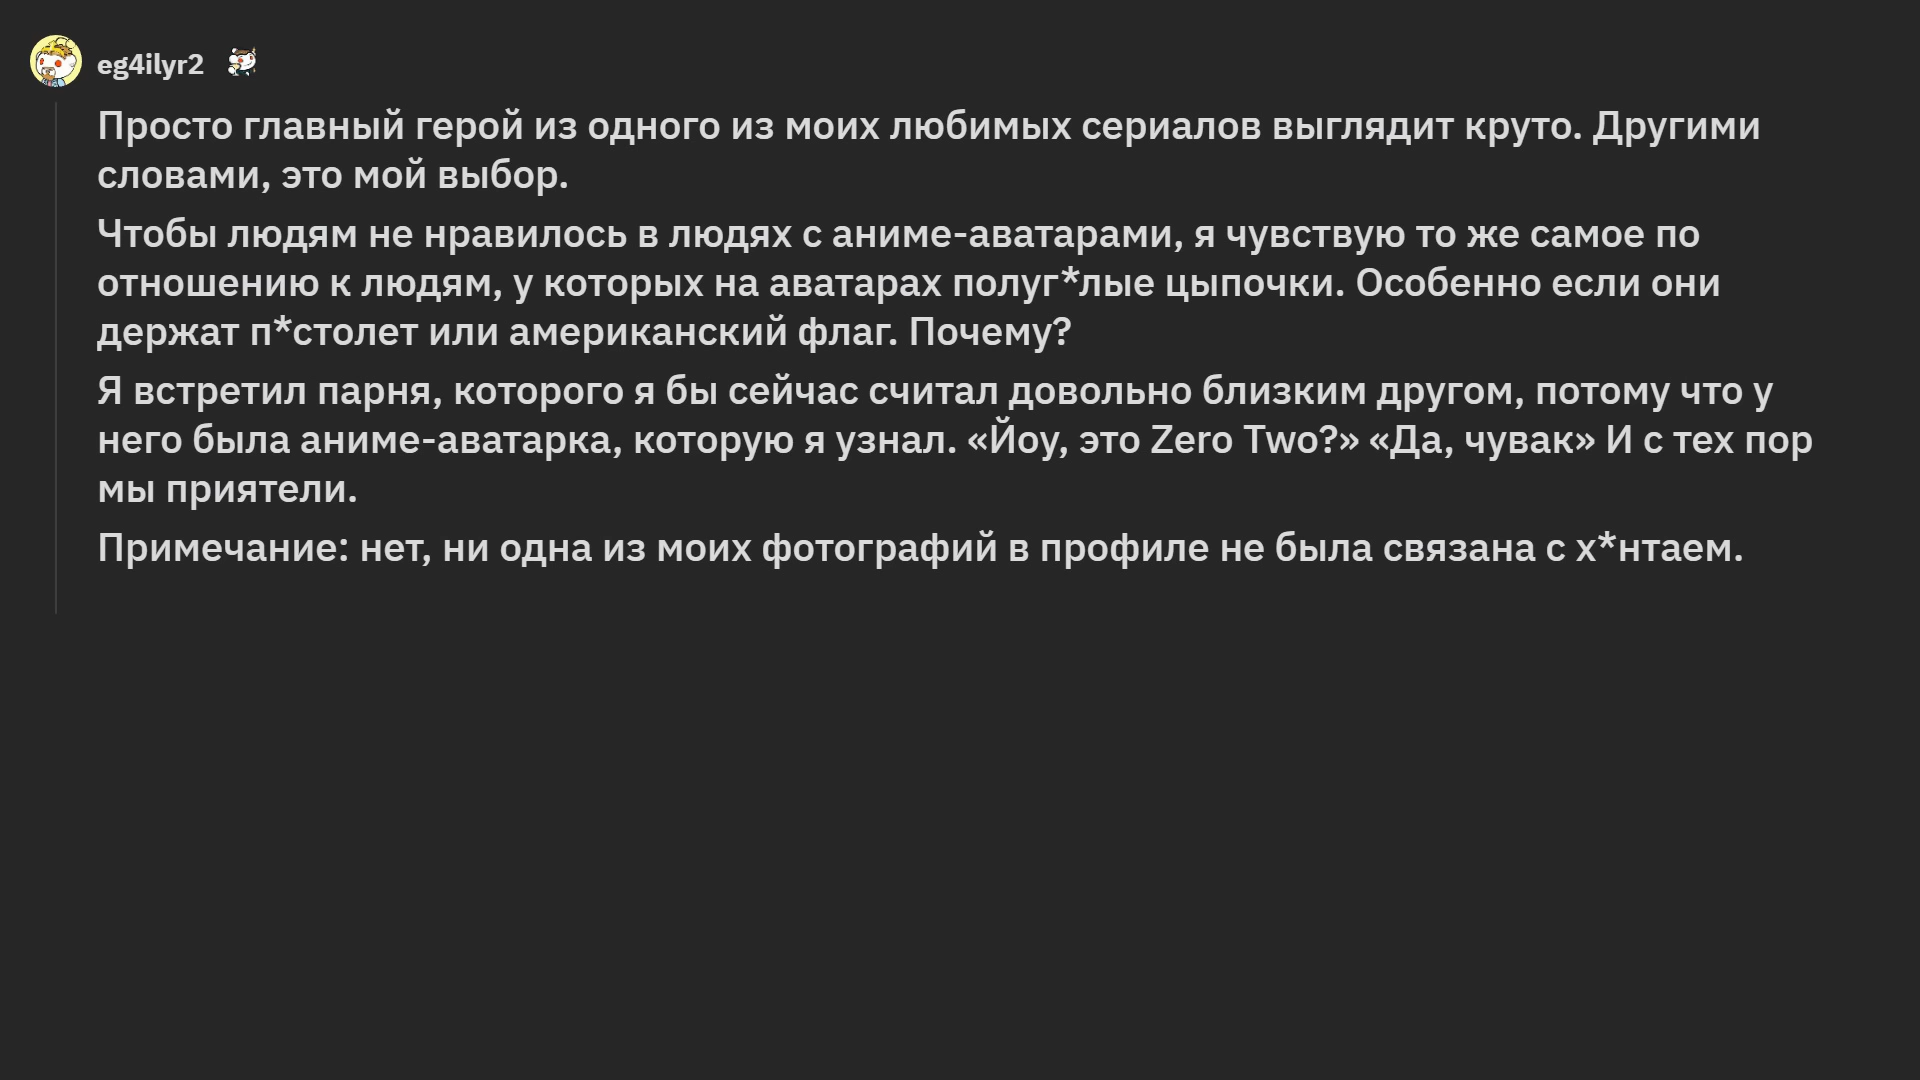 eg4ilyr2
Просто главный герой из одного из моих любимых сериалов выглядит круто. Другими
словами, это мой выбор.
Чтобы людям не нравилось в людях с аниме-аватарами, я чувствую то же самое по
отношению к людям, у которых на аватарах полуг*лые цыпочки. Особенно если они
держат п*столет или американский флаг. Почему?
Я встретил парня, которого я бы сейчас считал довольно близким другом, потому что у
него была аниме-аватарка, которую я узнал. «Йоу, это Zero Two?» «Да, чувак» И с тех пор
мы приятели.
Примечание: нет, ни одна из моих фотографий в профиле не была связана с х*нтаем.